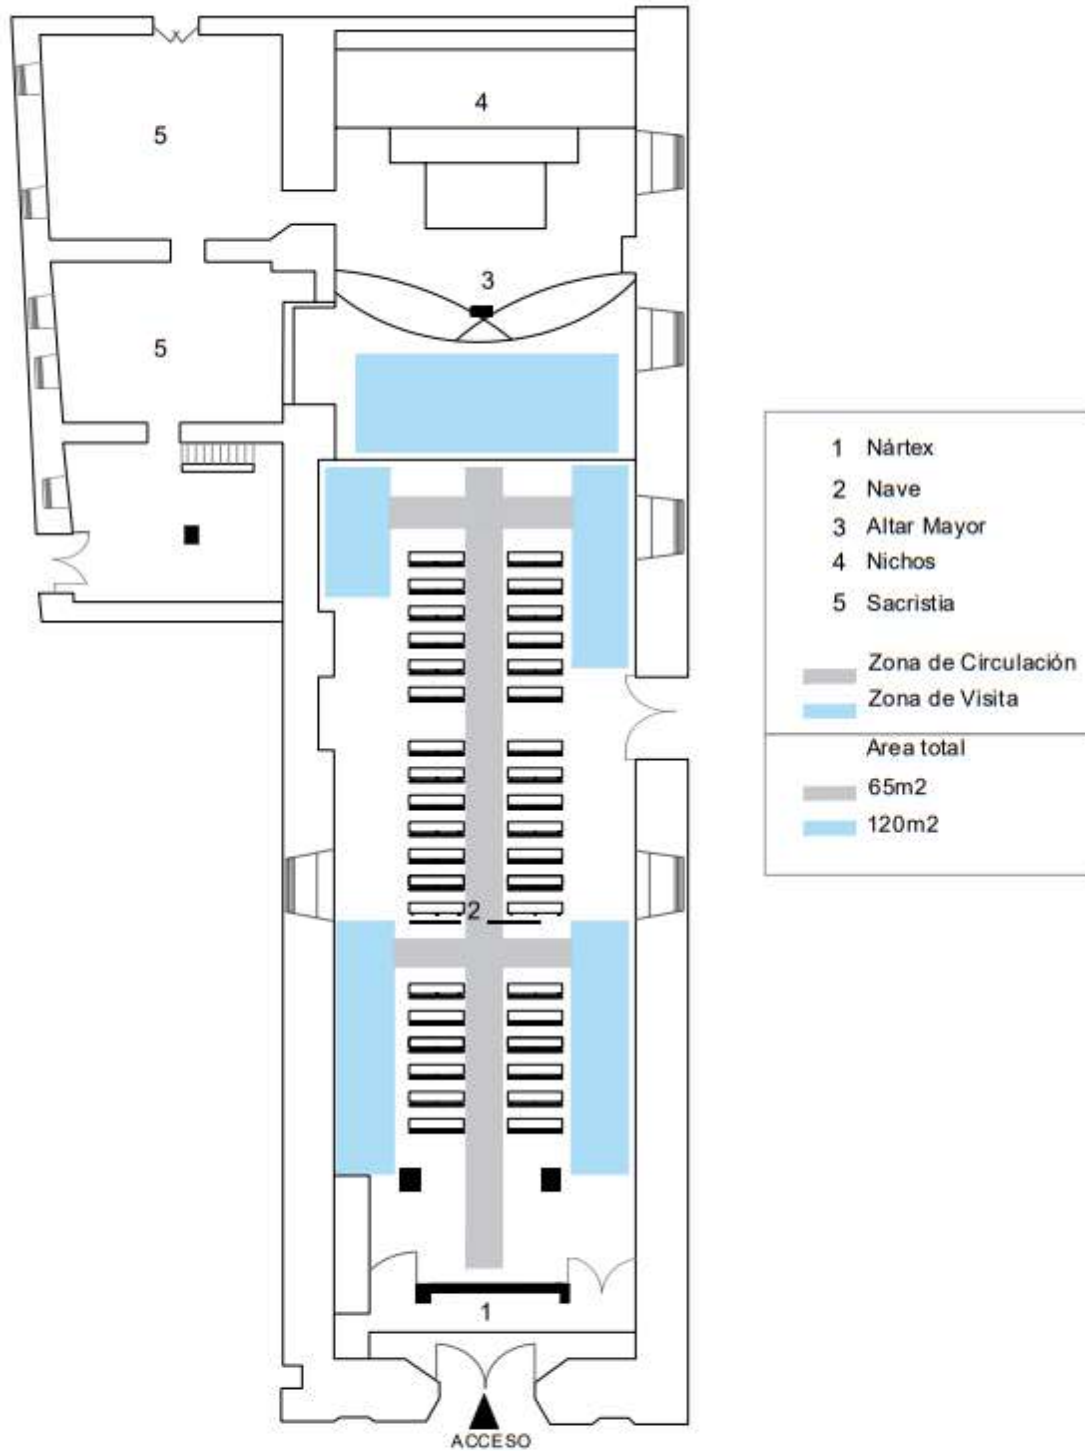 4
5
3
5
2
1
ACCESO
1 Nártex
2 Nave
3 Altar Mayor
4 Nichos
5 Sacristia
Zona de Circulación
Zona de Visita
Area total
65m2
120m2